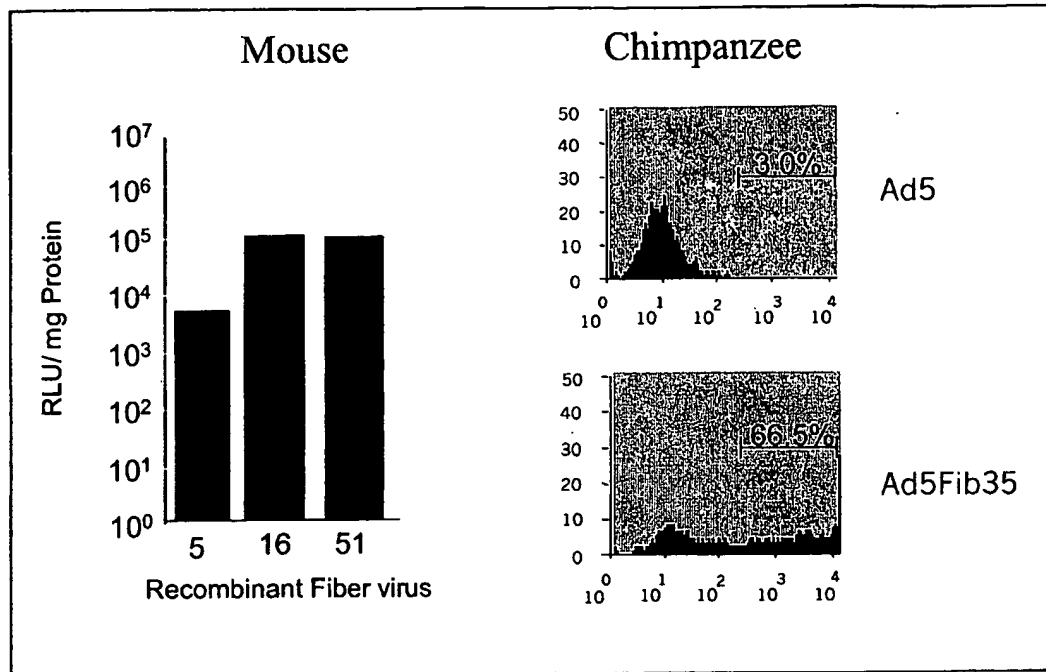 Mouse
RLU/ mg Protein
10⁷
10⁶
10⁵
10⁴
10³
10²
10¹
10⁰
5 16 51
Recombinant Fiber virus
Chimpanzee
50
40
30
20
10
0
3.0%
10⁰ 10¹ 10² 10³ 10⁴
Ad5
50
40
30
20
10
0
66.5%
10⁰ 10¹ 10² 10³ 10⁴
Ad5Fib35